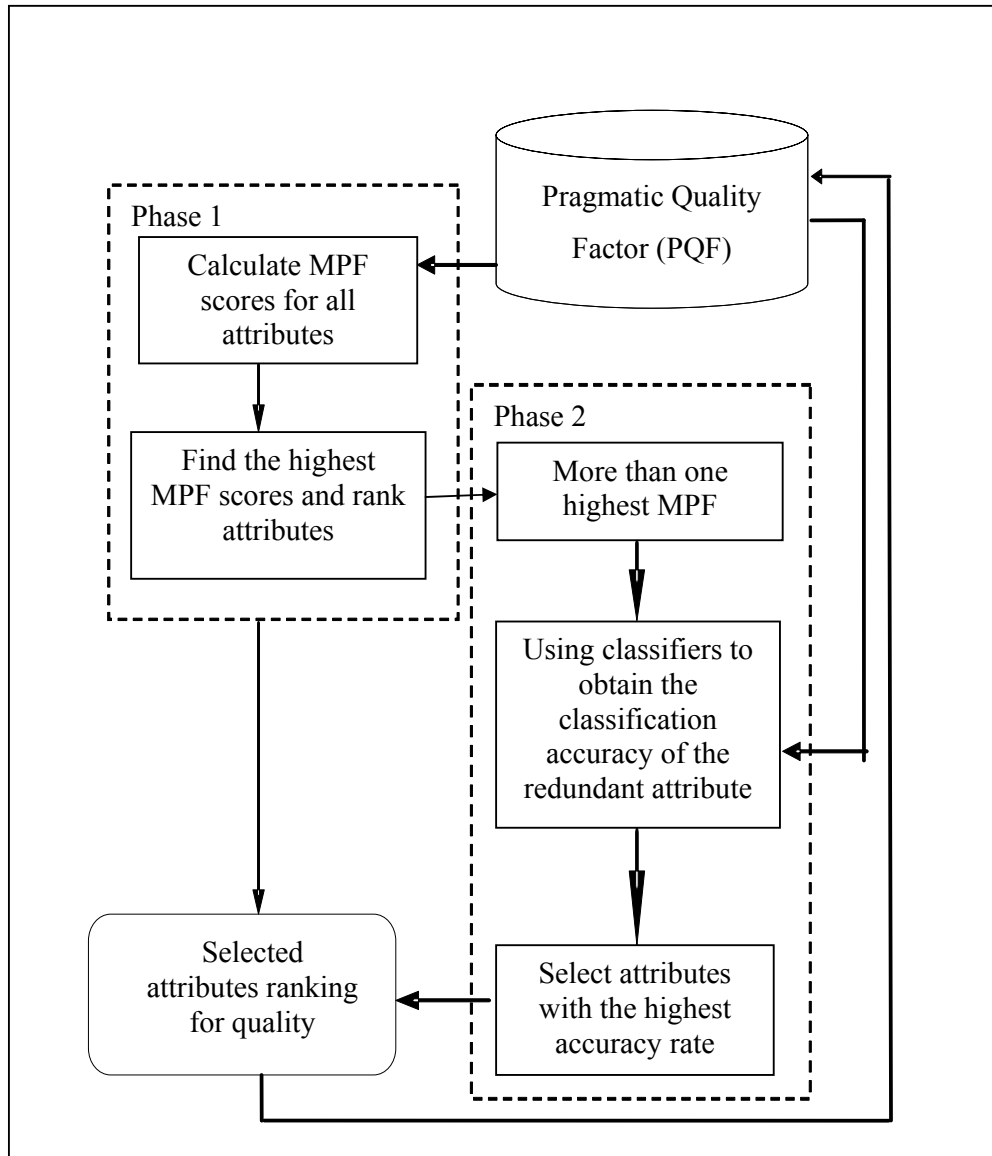 Pragmatic Quality
Factor (PQF)
Phase 1
Calculate MPF
scores for all
attributes
Find the highest
MPF scores and rank
attributes
Phase 2
More than one
highest MPF
Using classifiers to
obtain the
classification
accuracy of the
redundant attribute
Select attributes
with the highest
accuracy rate
Selected
attributes ranking
for quality